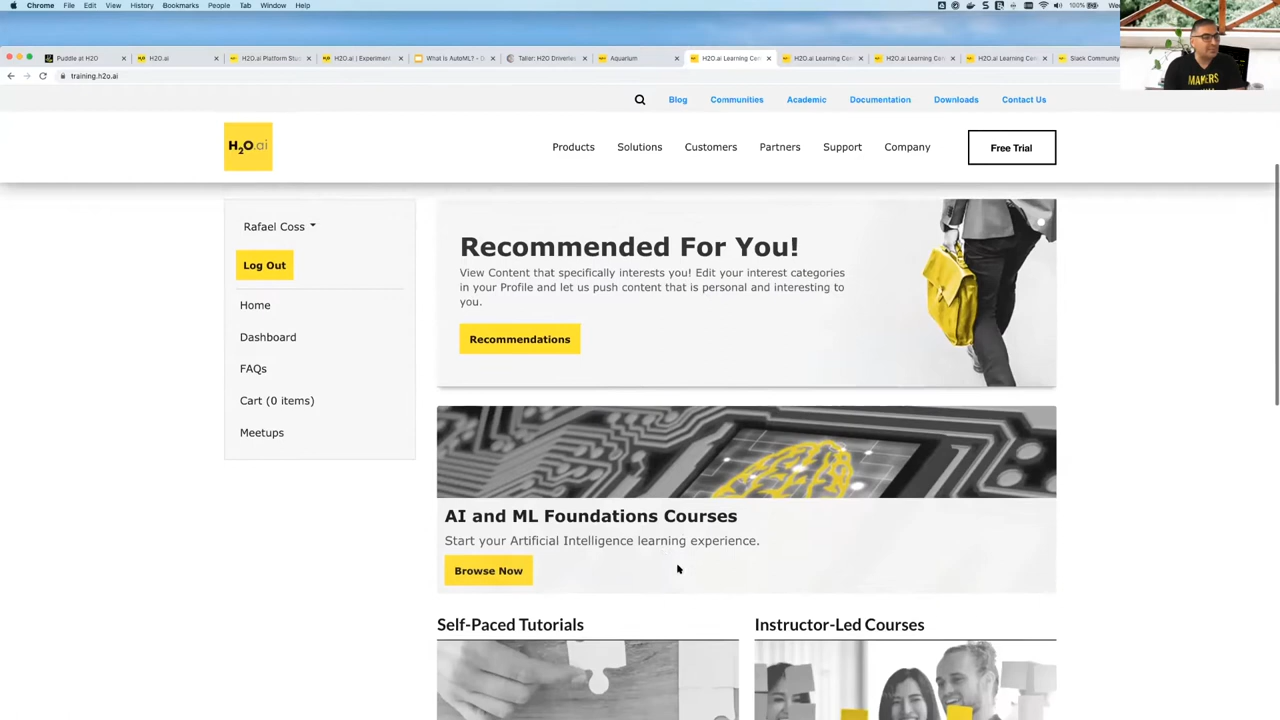 Chrome File Edit View History Bookmarks People Tab Window Help
100%
Puddle at H2O
H2O.ai
H2O.ai Platform Stu
H2O.ai | Experiment
What is AutoML? -
Taller: H2O Driverles
Aquarium
H2O.ai Learning Cen
H2O.ai Learning Cen
H2O.ai Learning Cen
H2O.ai Learning Cen
Slack Community
training.h2o.ai
Blog Communities Academic Documentation Downloads Contact Us
H2O.ai
Products Solutions Customers Partners Support Company Free Trial
Rafael Coss
Log Out
Home
Dashboard
FAQs
Cart (0 items)
Meetups
Recommended For You!
View Content that specifically interests you! Edit your interest categories
in your Profile and let us push content that is personal and interesting to
you.
Recommendations
AI and ML Foundations Courses
Start your Artificial Intelligence learning experience.
Browse Now
Self-Paced Tutorials
Instructor-Led Courses
MAKERS